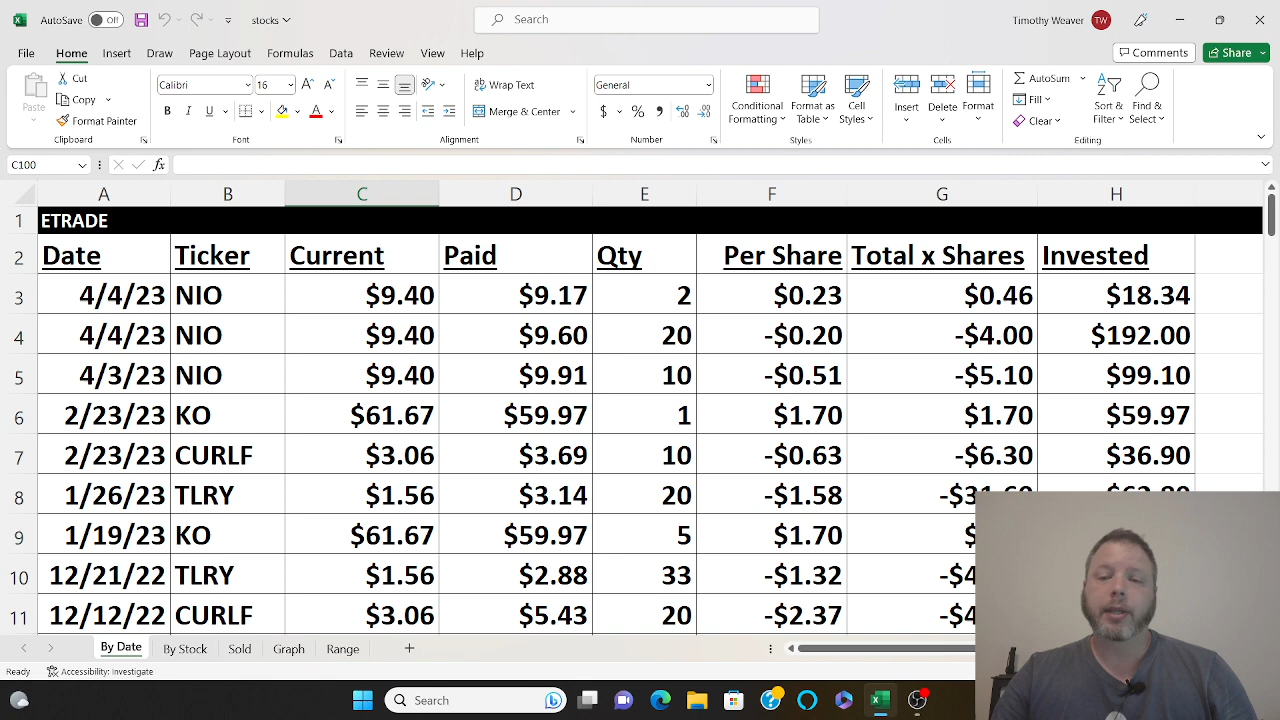 AutoSave Off stocks Search Timothy Weaver TW
File Home Insert Draw Page Layout Formulas Data Review View Help Comments Share
Paste Cut Copy Format Painter
Calibri 16 B I U A
Wrap Text Merge & Center
General $ %
Conditional Formatting Format as Table Cell Styles
Insert Delete Format
AutoSum Fill Clear Sort & Filter Find & Select
Clipboard Font Alignment Number Styles Cells Editing
C100 fx
A B C D E F G H
1 ETRADE
2 Date Ticker Current Paid Qty Per Share Total x Shares Invested
3 4/4/23 NIO $9.40 $9.17 2 $0.23 $0.46 $18.34
4 4/4/23 NIO $9.40 $9.60 20 -$0.20 -$4.00 $192.00
5 4/3/23 NIO $9.40 $9.91 10 -$0.51 -$5.10 $99.10
6 2/23/23 KO $61.67 $59.97 1 $1.70 $1.70 $59.97
7 2/23/23 CURLF $3.06 $3.69 10 -$0.63 -$6.30 $36.90
8 1/26/23 TLRY $1.56 $3.14 20 -$1.58
9 1/19/23 KO $61.67 $59.97 5 $1.70
10 12/21/22 TLRY $1.56 $2.88 33 -$1.32
11 12/12/22 CURLF $3.06 $5.43 20 -$2.37
By Date By Stock Sold Graph Range
Ready Accessibility: Investigate
Search